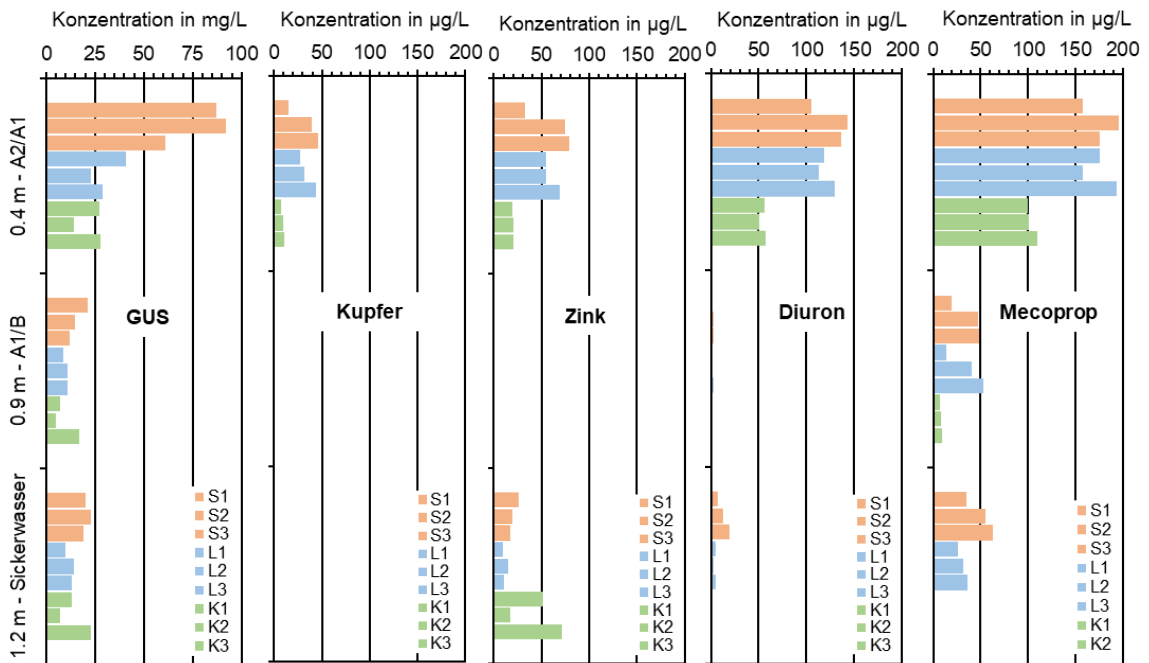 Konzentration in mg/L
Konzentration in µg/L
Konzentration in µg/L
Konzentration in µg/L
Konzentration in µg/L
0 25 50 75 100
0 50 100 150 200
0 50 100 150 200
0 50 100 150 200
0 50 100 150 200
0.4 m - A2/A1
0.9 m - A1/B
1.2 m - Sickerwasser
GUS
Kupfer
Zink
Diuron
Mecoprop
S1
S2
S3
L1
L2
L3
K1
K2
K3
S1
S2
S3
L1
L2
L3
K1
K2
K3
S1
S2
S3
L1
L2
L3
K1
K2
K3
S1
S2
S3
L1
L2
L3
K1
K2
K3
S1
S2
S3
L1
L2
L3
K1
K2